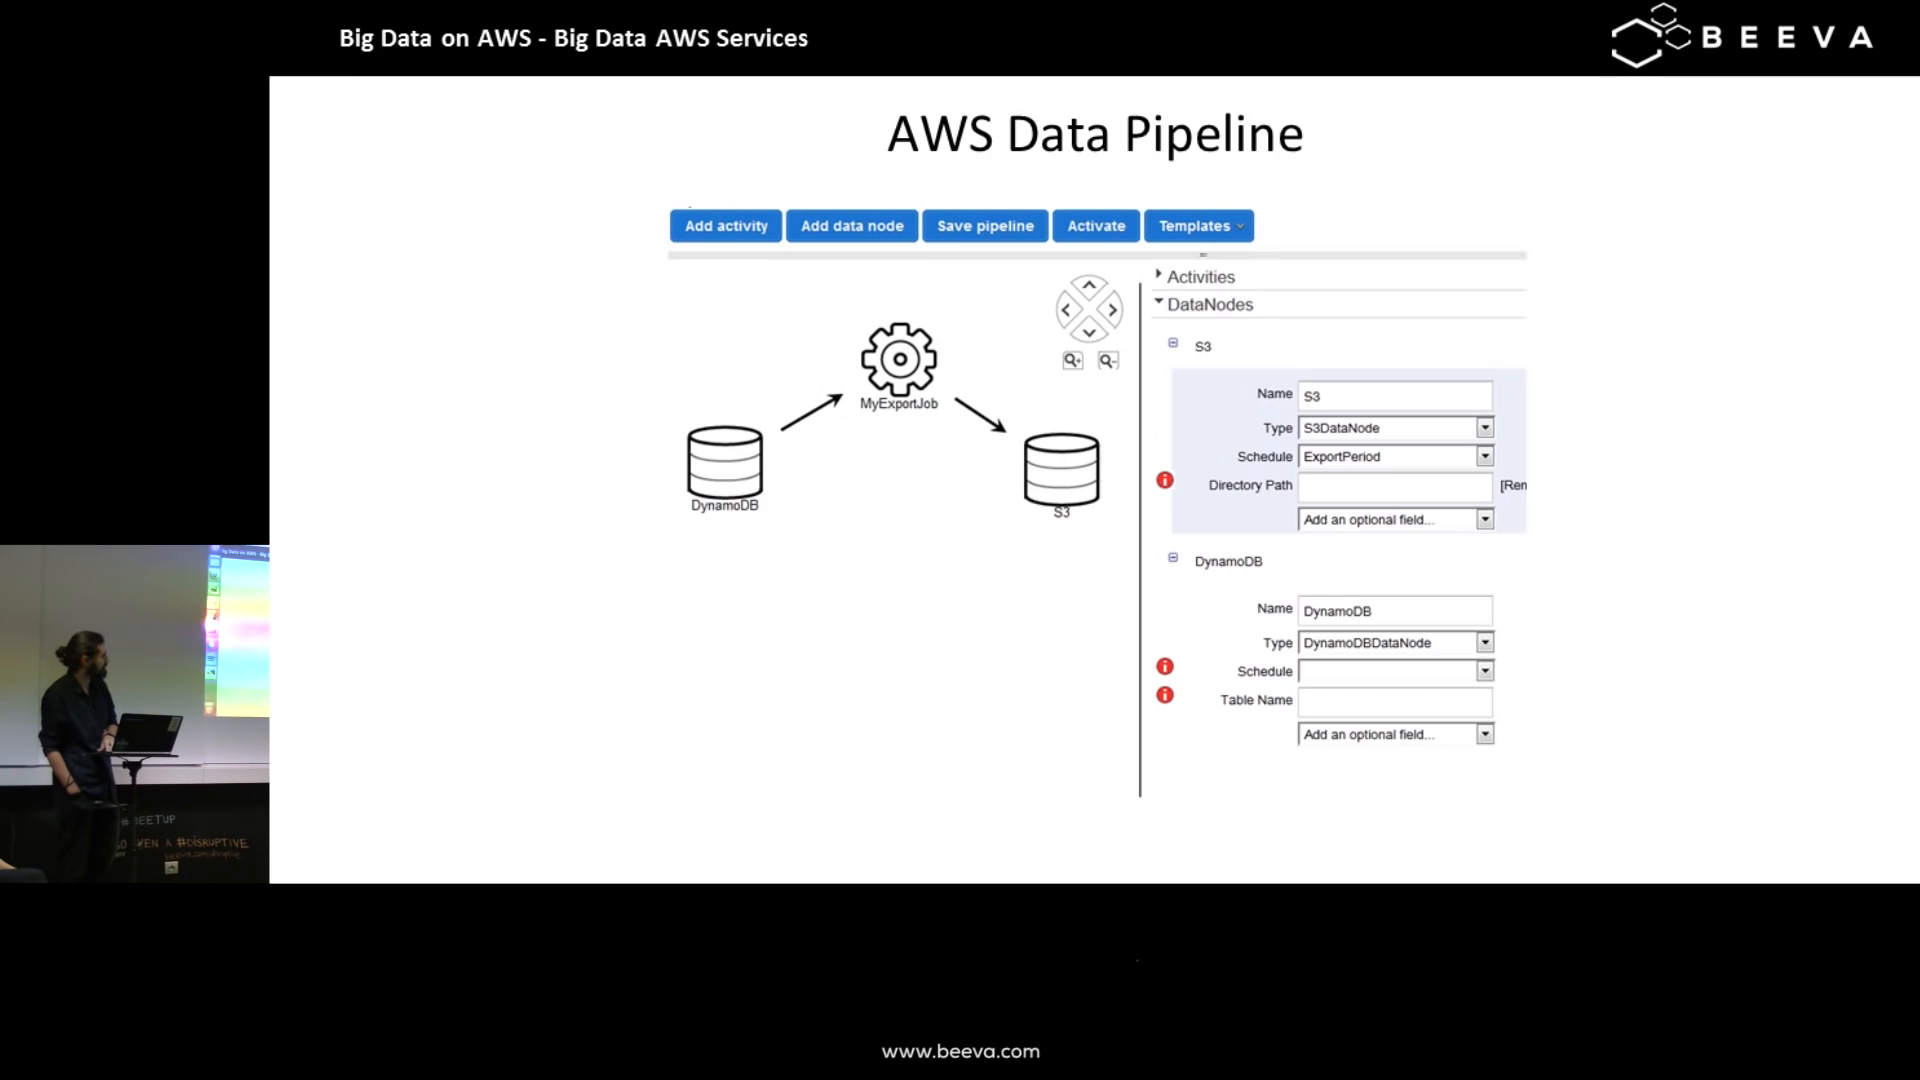 Big Data on AWS - Big Data AWS Services
BEEVA
AWS Data Pipeline
Add activity
Add data node
Save pipeline
Activate
Templates
Activities
DataNodes
S3
Name S3
Type S3DataNode
Schedule ExportPeriod
Directory Path [Ren
Add an optional field...
DynamoDB
Name DynamoDB
Type DynamoDBDataNode
Schedule
Table Name
Add an optional field...
MyExportJob
DynamoDB
S3
# BEETUP
VEN A #DISRUPTIVE
www.beeva.com